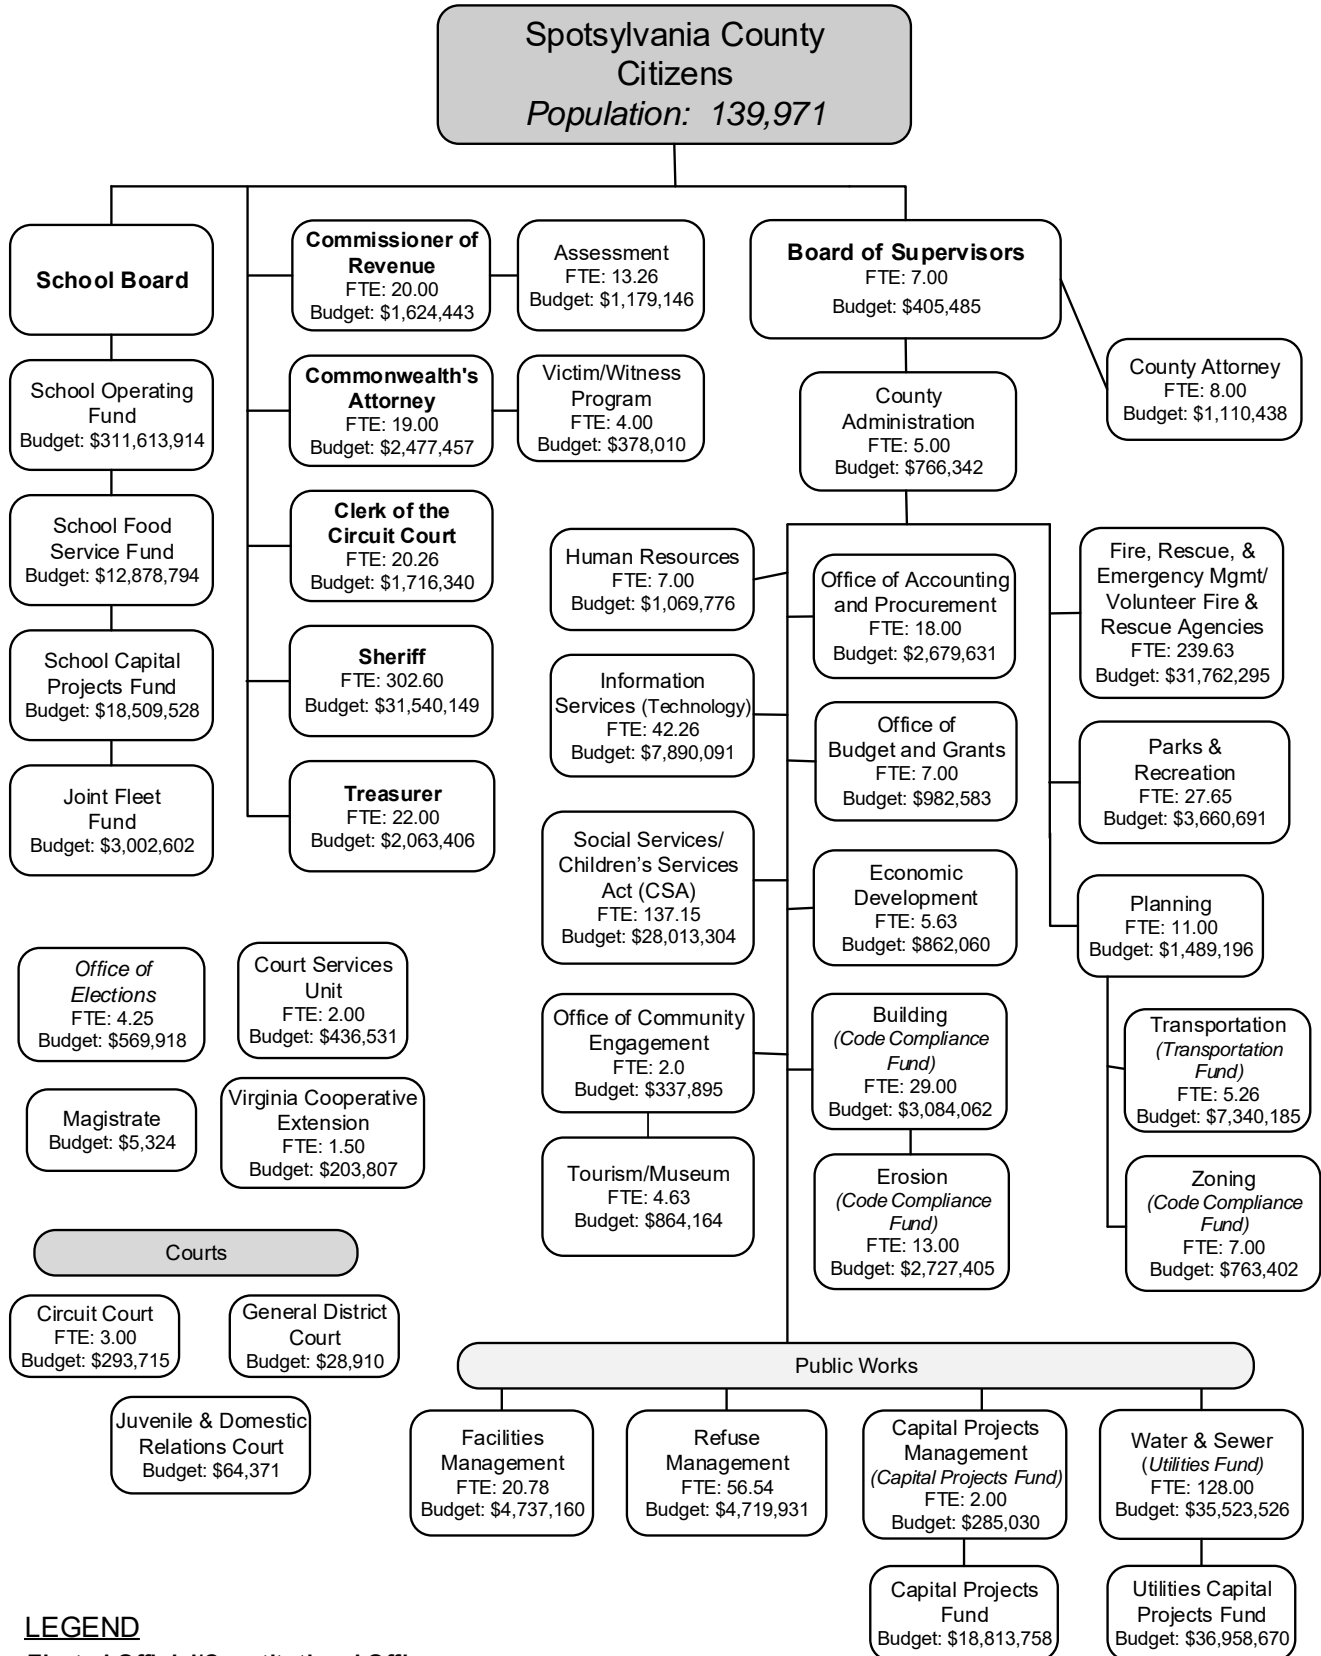 Spotsylvania County
Citizens
Population: 139,971
School Board
School Operating
Fund
Budget: $311,613,914
School Food
Service Fund
Budget: $12,878,794
School Capital
Projects Fund
Budget: $18,509,528
Joint Fleet
Fund
Budget: $3,002,602
Commissioner of
Revenue
FTE: 20.00
Budget: $1,624,443
Assessment
FTE: 13.26
Budget: $1,179,146
Commonwealth's
Attorney
FTE: 19.00
Budget: $2,477,457
Victim/Witness
Program
FTE: 4.00
Budget: $378,010
Clerk of the
Circuit Court
FTE: 20.26
Budget: $1,716,340
Sheriff
FTE: 302.60
Budget: $31,540,149
Treasurer
FTE: 22.00
Budget: $2,063,406
Board of Supervisors
FTE: 7.00
Budget: $405,485
County Attorney
FTE: 8.00
Budget: $1,110,438
County
Administration
FTE: 5.00
Budget: $766,342
Human Resources
FTE: 7.00
Budget: $1,069,776
Information
Services (Technology)
FTE: 42.26
Budget: $7,890,091
Social Services/
Children’s Services
Act (CSA)
FTE: 137.15
Budget: $28,013,304
Office of Community
Engagement
FTE: 2.0
Budget: $337,895
Tourism/Museum
FTE: 4.63
Budget: $864,164
Office of Accounting
and Procurement
FTE: 18.00
Budget: $2,679,631
Office of
Budget and Grants
FTE: 7.00
Budget: $982,583
Economic
Development
FTE: 5.63
Budget: $862,060
Building
(Code Compliance
Fund)
FTE: 29.00
Budget: $3,084,062
Erosion
(Code Compliance
Fund)
FTE: 13.00
Budget: $2,727,405
Fire, Rescue, &
Emergency Mgmt/
Volunteer Fire &
Rescue Agencies
FTE: 239.63
Budget: $31,762,295
Parks &
Recreation
FTE: 27.65
Budget: $3,660,691
Planning
FTE: 11.00
Budget: $1,489,196
Transportation
(Transportation
Fund)
FTE: 5.26
Budget: $7,340,185
Zoning
(Code Compliance
Fund)
FTE: 7.00
Budget: $763,402
Office of
Elections
FTE: 4.25
Budget: $569,918
Court Services
Unit
FTE: 2.00
Budget: $436,531
Magistrate
Budget: $5,324
Virginia Cooperative
Extension
FTE: 1.50
Budget: $203,807
Courts
Circuit Court
FTE: 3.00
Budget: $293,715
General District
Court
Budget: $28,910
Juvenile & Domestic
Relations Court
Budget: $64,371
Public Works
Facilities
Management
FTE: 20.78
Budget: $4,737,160
Refuse
Management
FTE: 56.54
Budget: $4,719,931
Capital Projects
Management
(Capital Projects Fund)
FTE: 2.00
Budget: $285,030
Water & Sewer
(Utilities Fund)
FTE: 128.00
Budget: $35,523,526
Capital Projects
Fund
Budget: $18,813,758
Utilities Capital
Projects Fund
Budget: $36,958,670
LEGEND